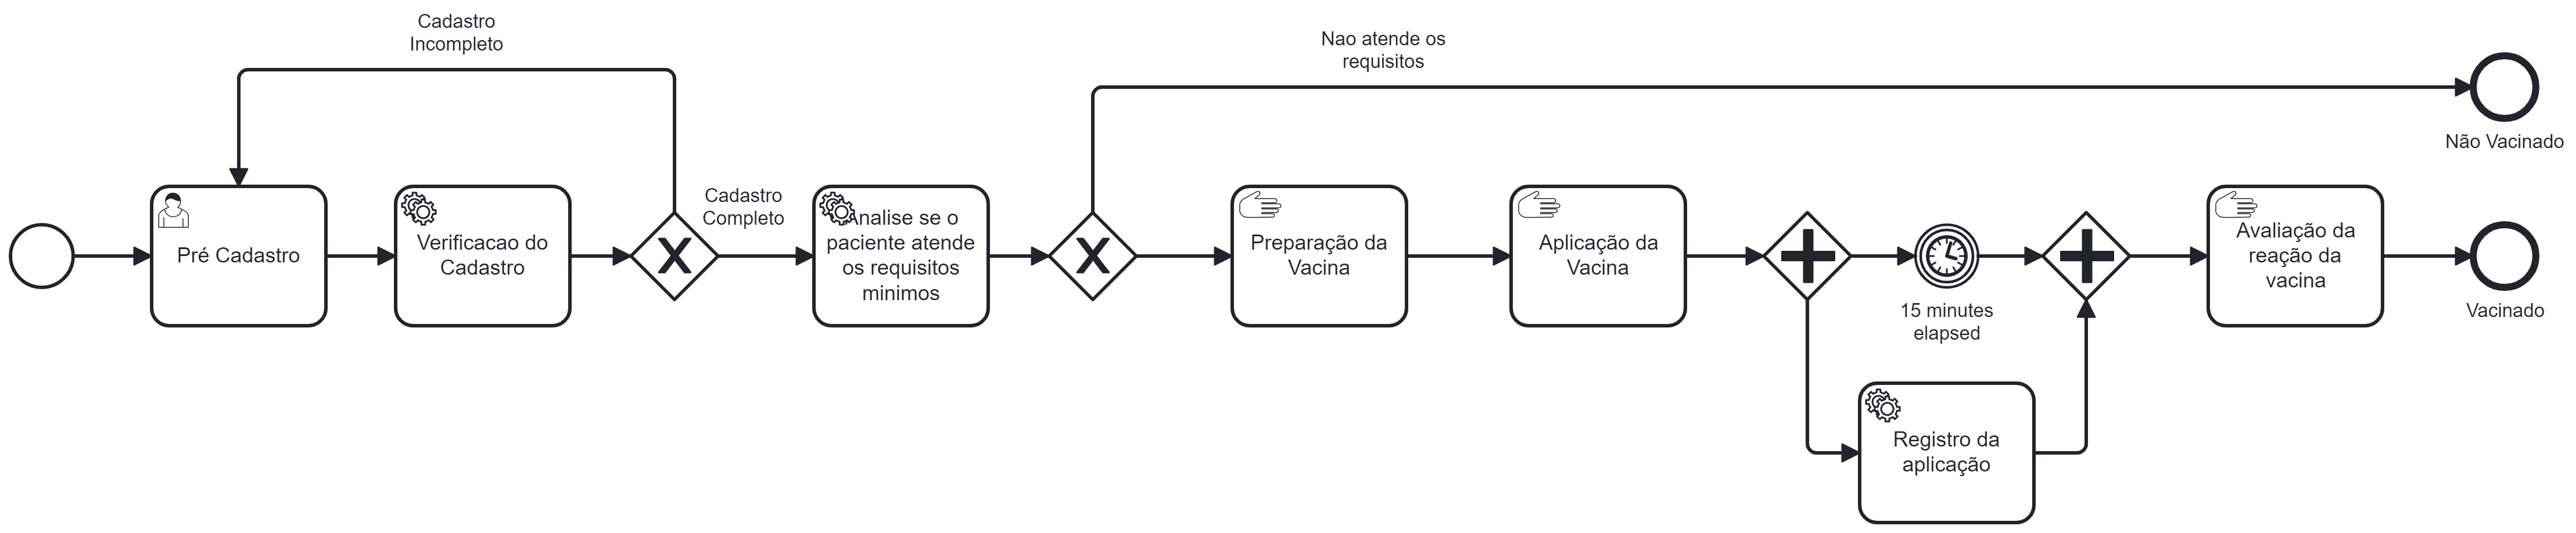 Cadastro
Incompleto
Nao atende os
requisitos
Não Vacinado
Pré Cadastro
Verificacao do
Cadastro
Cadastro
Completo
Analise se o
paciente atende
os requisitos
minimos
Preparação da
Vacina
Aplicação da
Vacina
15 minutes
elapsed
Registro da
aplicação
Avaliação da
reação da
vacina
Vacinado